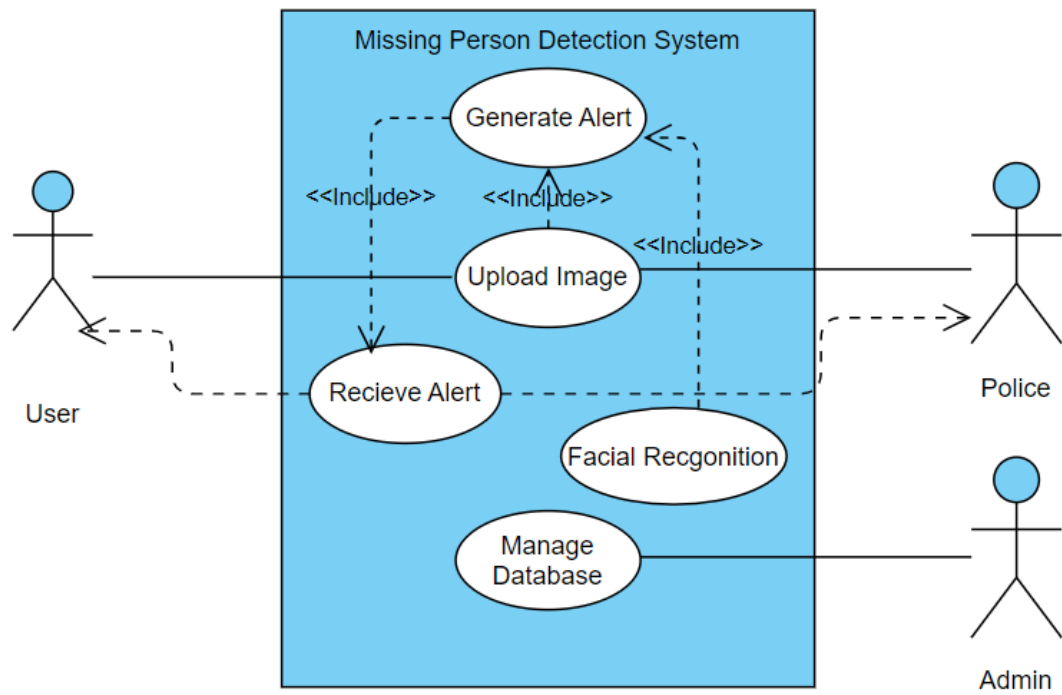 Missing Person Detection System
Generate Alert
<<Include>>
<<Include>>
<<Include>>
Upload Image
Recieve Alert
User
Police
Facial Recgonition
Manage
Database
Admin